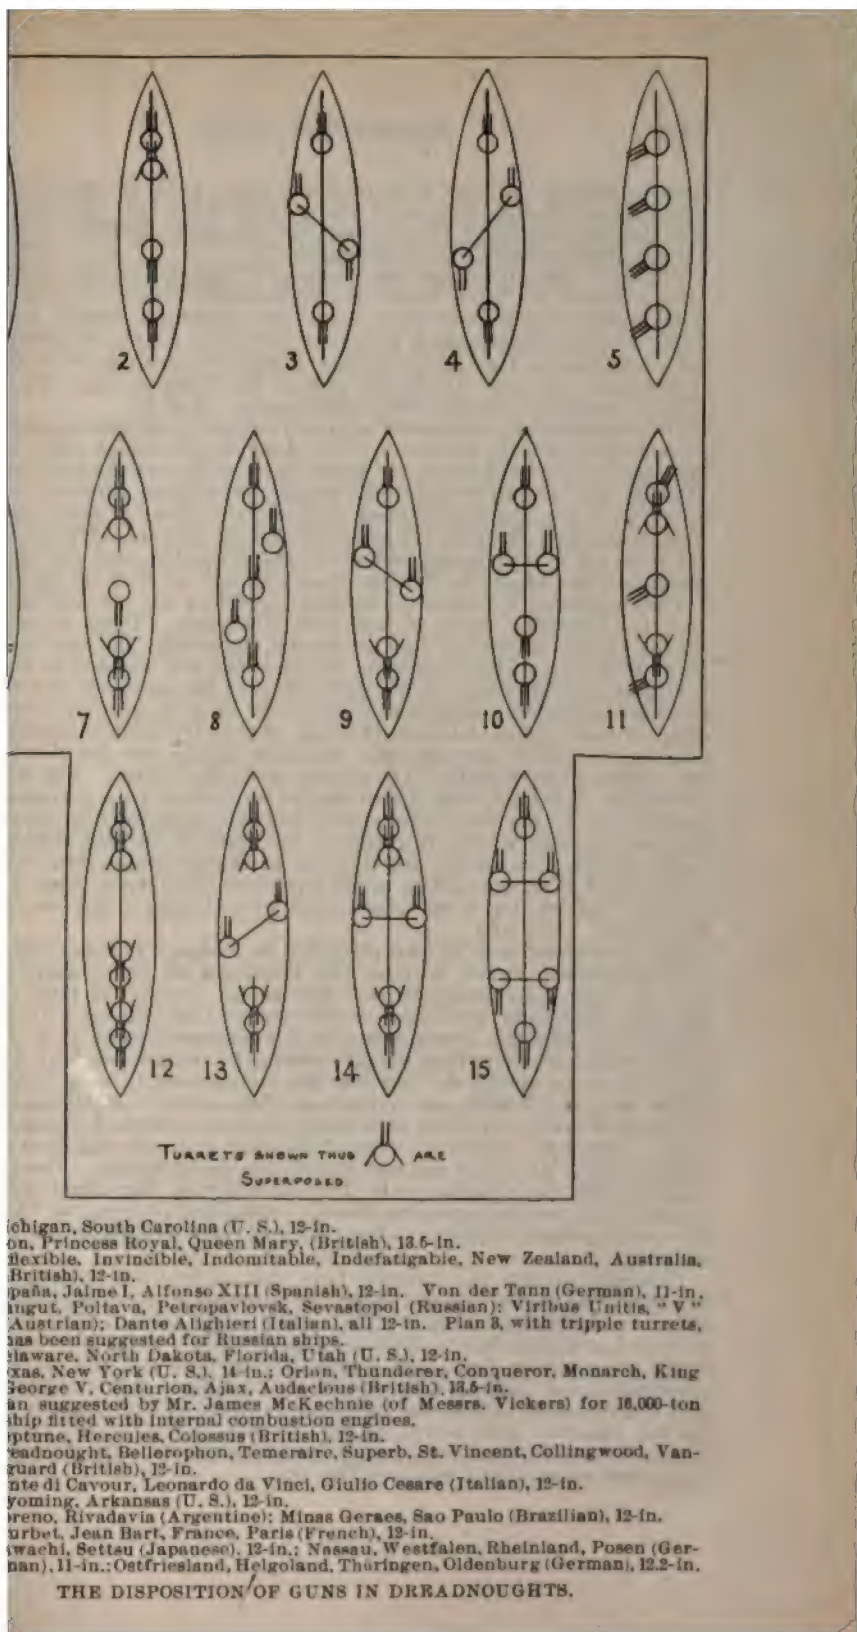 2 3 4 5
7 8 9 10 11
12 13 14 15
TURRETS SHOWN THUS ARE
SUPERPOSED.
chigan, South Carolina (U. S.), 12-in.
on, Princess Royal, Queen Mary, (British), 13.5-in.
flexible, Invincible, Indomitable, Indefatigable, New Zealand, Australia,
British), 12-in.
paña, Jaime I, Alfonso XIII (Spanish), 12-in. Von der Tann (German), 11-in.
ngut, Poltava, Petropavlovsk, Sevastopol (Russian); Viribus Unitis, "V"
Austrian); Dante Alighieri (Italian), all 12-in. Plan 3, with tripple turrets,
has been suggested for Russian ships.
elaware, North Dakota, Florida, Utah (U. S.), 12-in.
xas, New York (U. S.), 14-in.; Orion, Thunderer, Conqueror, Monarch, King
George V, Centurion, Ajax, Audacious (British), 13.5-in.
an suggested by Mr. James McKechnie (of Messrs. Vickers) for 16,000-ton
ship fitted with internal combustion engines.
eptune, Hercules, Colossus (British), 12-in.
eadnought, Bellerophon, Temeraire, Superb, St. Vincent, Collingwood, Van-
guard (British), 12-in.
nte di Cavour, Leonardo da Vinci, Giulio Cesare (Italian), 12-in.
yoming, Arkansas (U. S.), 12-in.
reno, Rivadavia (Argentine); Minas Geraes, Sao Paulo (Brazilian), 12-in.
urbet, Jean Bart, France, Paris (French), 12-in.
awachi, Settsu (Japanese), 12-in.; Nassau, Westfalen, Rheinland, Posen (Ger-
man), 11-in.; Ostfriesland, Helgoland, Thüringen, Oldenburg (German), 12.2-in.
THE DISPOSITION OF GUNS IN DREADNOUGHTS.